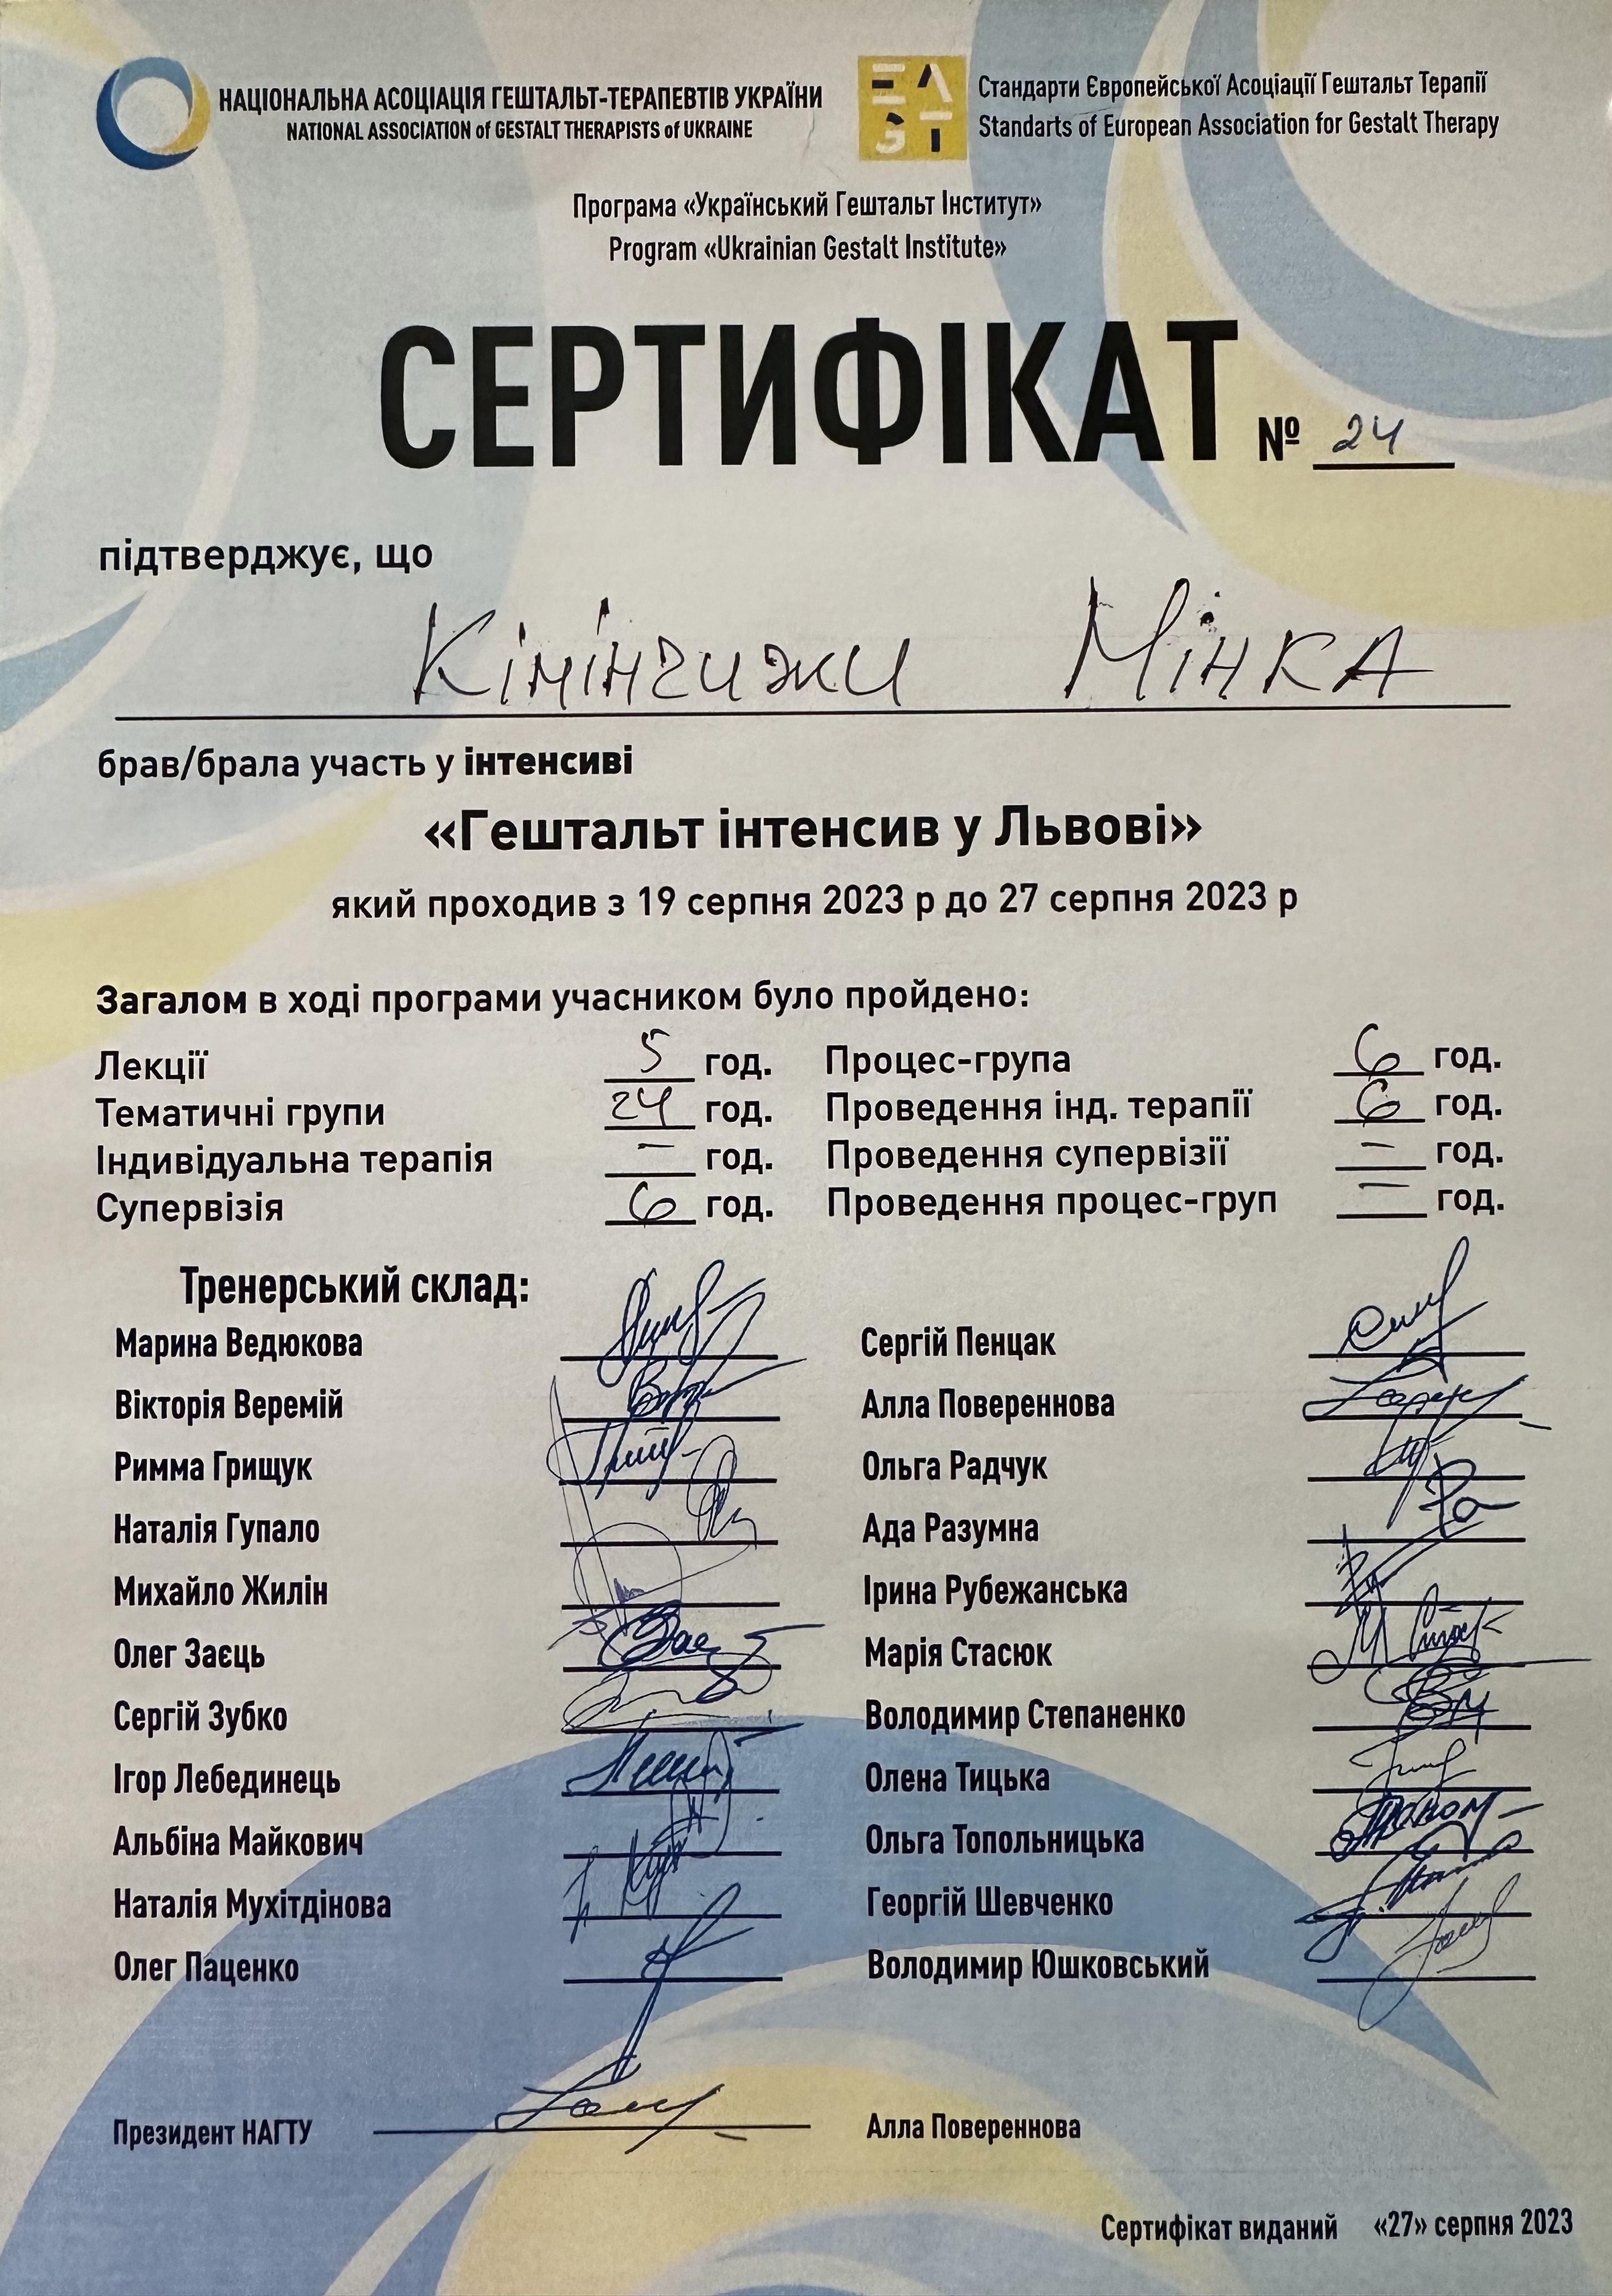 НАЦІОНАЛЬНА АСОЦІАЦІЯ ГЕШТАЛЬТ-ТЕРАПЕВТІВ УКРАЇНИ
NATIONAL ASSOCIATION of GESTALT THERAPISTS of UKRAINE
EAGT
Стандарти Європейської Асоціації Гештальт Терапії
Standarts of European Association for Gestalt Therapy
Програма «Український Гештальт Інститут»
Program «Ukrainian Gestalt Institute»
СЕРТИФІКАТ № 24
підтверджує, що
Кімінчижи Мінка
брав/брала участь у інтенсиві
«Гештальт інтенсив у Львові»
який проходив з 19 серпня 2023 р до 27 серпня 2023 р
Загалом в ході програми учасником було пройдено:
Лекції 5 год. Процес-група 6 год.
Тематичні групи 24 год. Проведення інд. терапії 6 год.
Індивідуальна терапія – год. Проведення супервізії – год.
Супервізія 6 год. Проведення процес-груп – год.
Тренерський склад:
Марина Ведюкова Сергій Пенцак
Вікторія Веремій Алла Повереннова
Римма Грищук Ольга Радчук
Наталія Гупало Ада Разумна
Михайло Жилін Ірина Рубежанська
Олег Заєць Марія Стасюк
Сергій Зубко Володимир Степаненко
Ігор Лебединець Олена Тицька
Альбіна Майкович Ольга Топольницька
Наталія Мухітдінова Георгій Шевченко
Олег Паценко Володимир Юшковський
Президент НАГТУ Алла Повереннова
Сертифікат виданий «27» серпня 2023